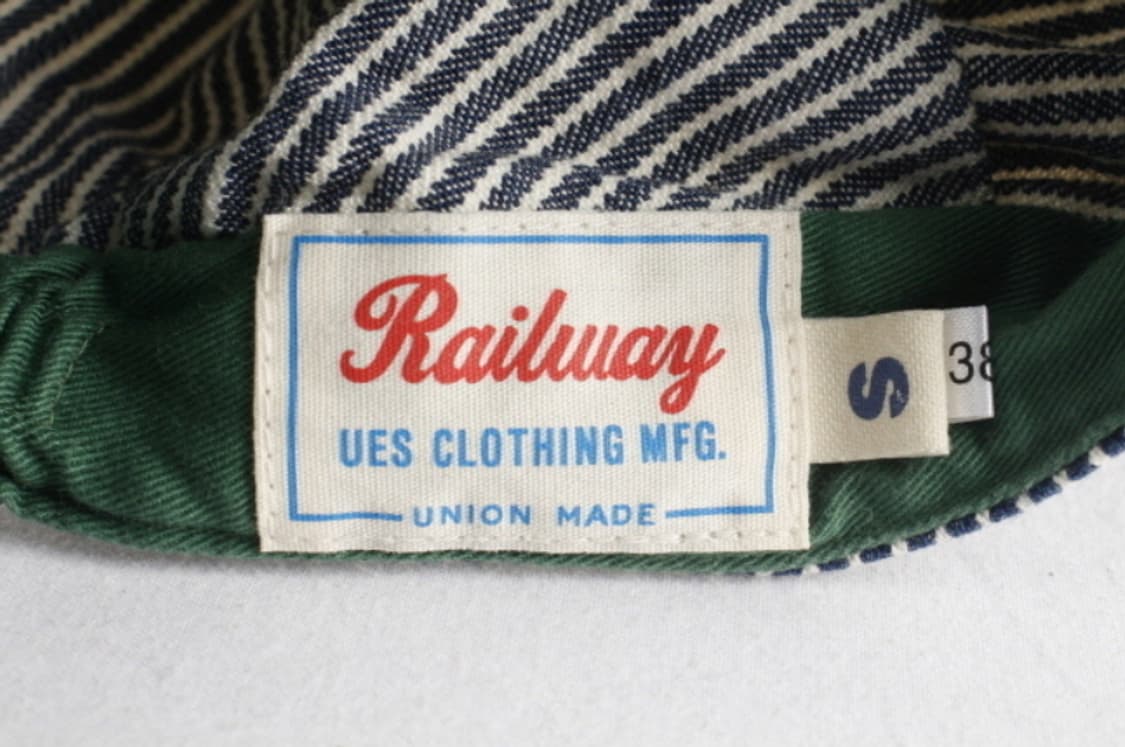 Railway
UES CLOTHING MFG.
UNION MADE
S
38